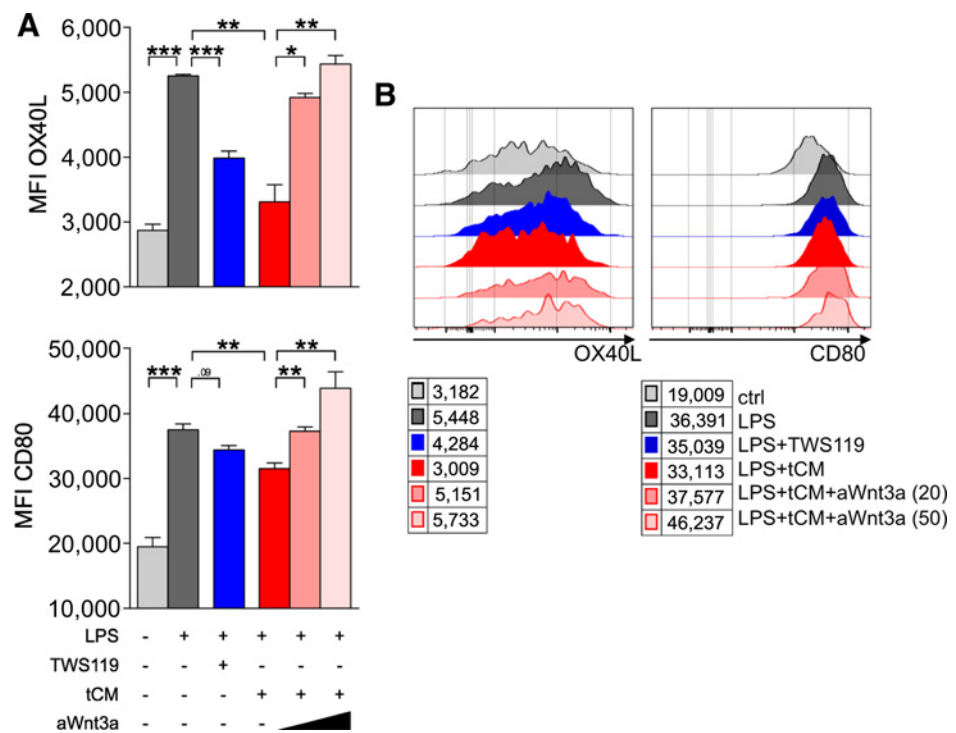 A
MFI OX40L
6,000
5,000
4,000
3,000
2,000
*** *** ** * **
MFI CD80
50,000
40,000
30,000
20,000
10,000
*** .09 ** ** **
LPS - + + + + +
TWS119 - - + - - -
tCM - - - + + +
aWnt3a - - - -
B
OX40L CD80
3,182
5,448
4,284
3,009
5,151
5,733
19,009 ctrl
36,391 LPS
35,039 LPS+TWS119
33,113 LPS+tCM
37,577 LPS+tCM+aWnt3a (20)
46,237 LPS+tCM+aWnt3a (50)